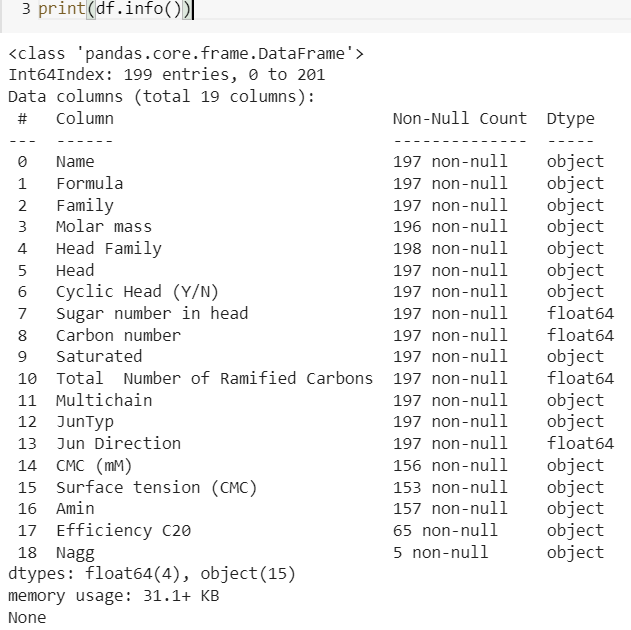 3 print(df.info())
<class 'pandas.core.frame.DataFrame'>
Int64Index: 199 entries, 0 to 201
Data columns (total 19 columns):
 #   Column                           Non-Null Count  Dtype
---  ------                           --------------  -----
 0   Name                             197 non-null    object
 1   Formula                          197 non-null    object
 2   Family                           197 non-null    object
 3   Molar mass                       196 non-null    object
 4   Head Family                      198 non-null    object
 5   Head                             197 non-null    object
 6   Cyclic Head (Y/N)                197 non-null    object
 7   Sugar number in head             197 non-null    float64
 8   Carbon number                    197 non-null    float64
 9   Saturated                        197 non-null    object
 10  Total  Number of Ramified Carbons  197 non-null    float64
 11  Multichain                       197 non-null    object
 12  JunTyp                           197 non-null    object
 13  Jun Direction                    197 non-null    float64
 14  CMC (mM)                         156 non-null    object
 15  Surface tension (CMC)            153 non-null    object
 16  Amin                             157 non-null    object
 17  Efficiency C20                   65 non-null     object
 18  Nagg                             5 non-null      object
dtypes: float64(4), object(15)
memory usage: 31.1+ KB
None